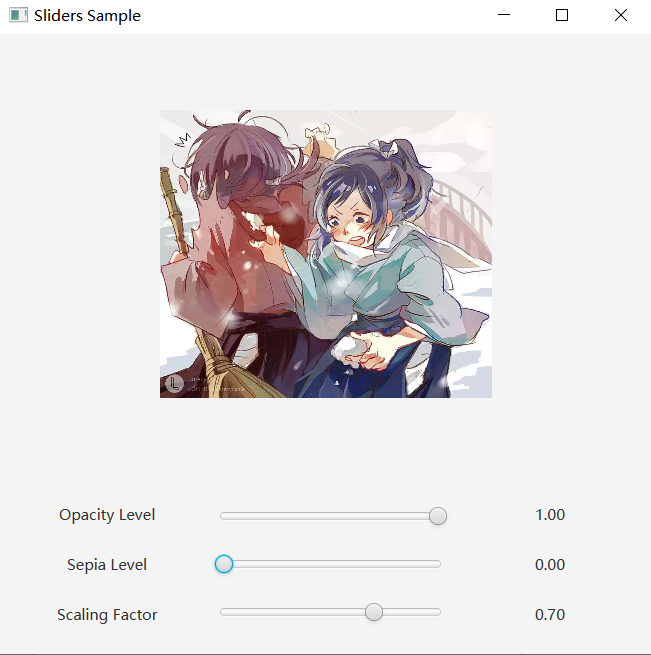 Sliders Sample
Opacity Level 1.00
Sepia Level 0.00
Scaling Factor 0.70